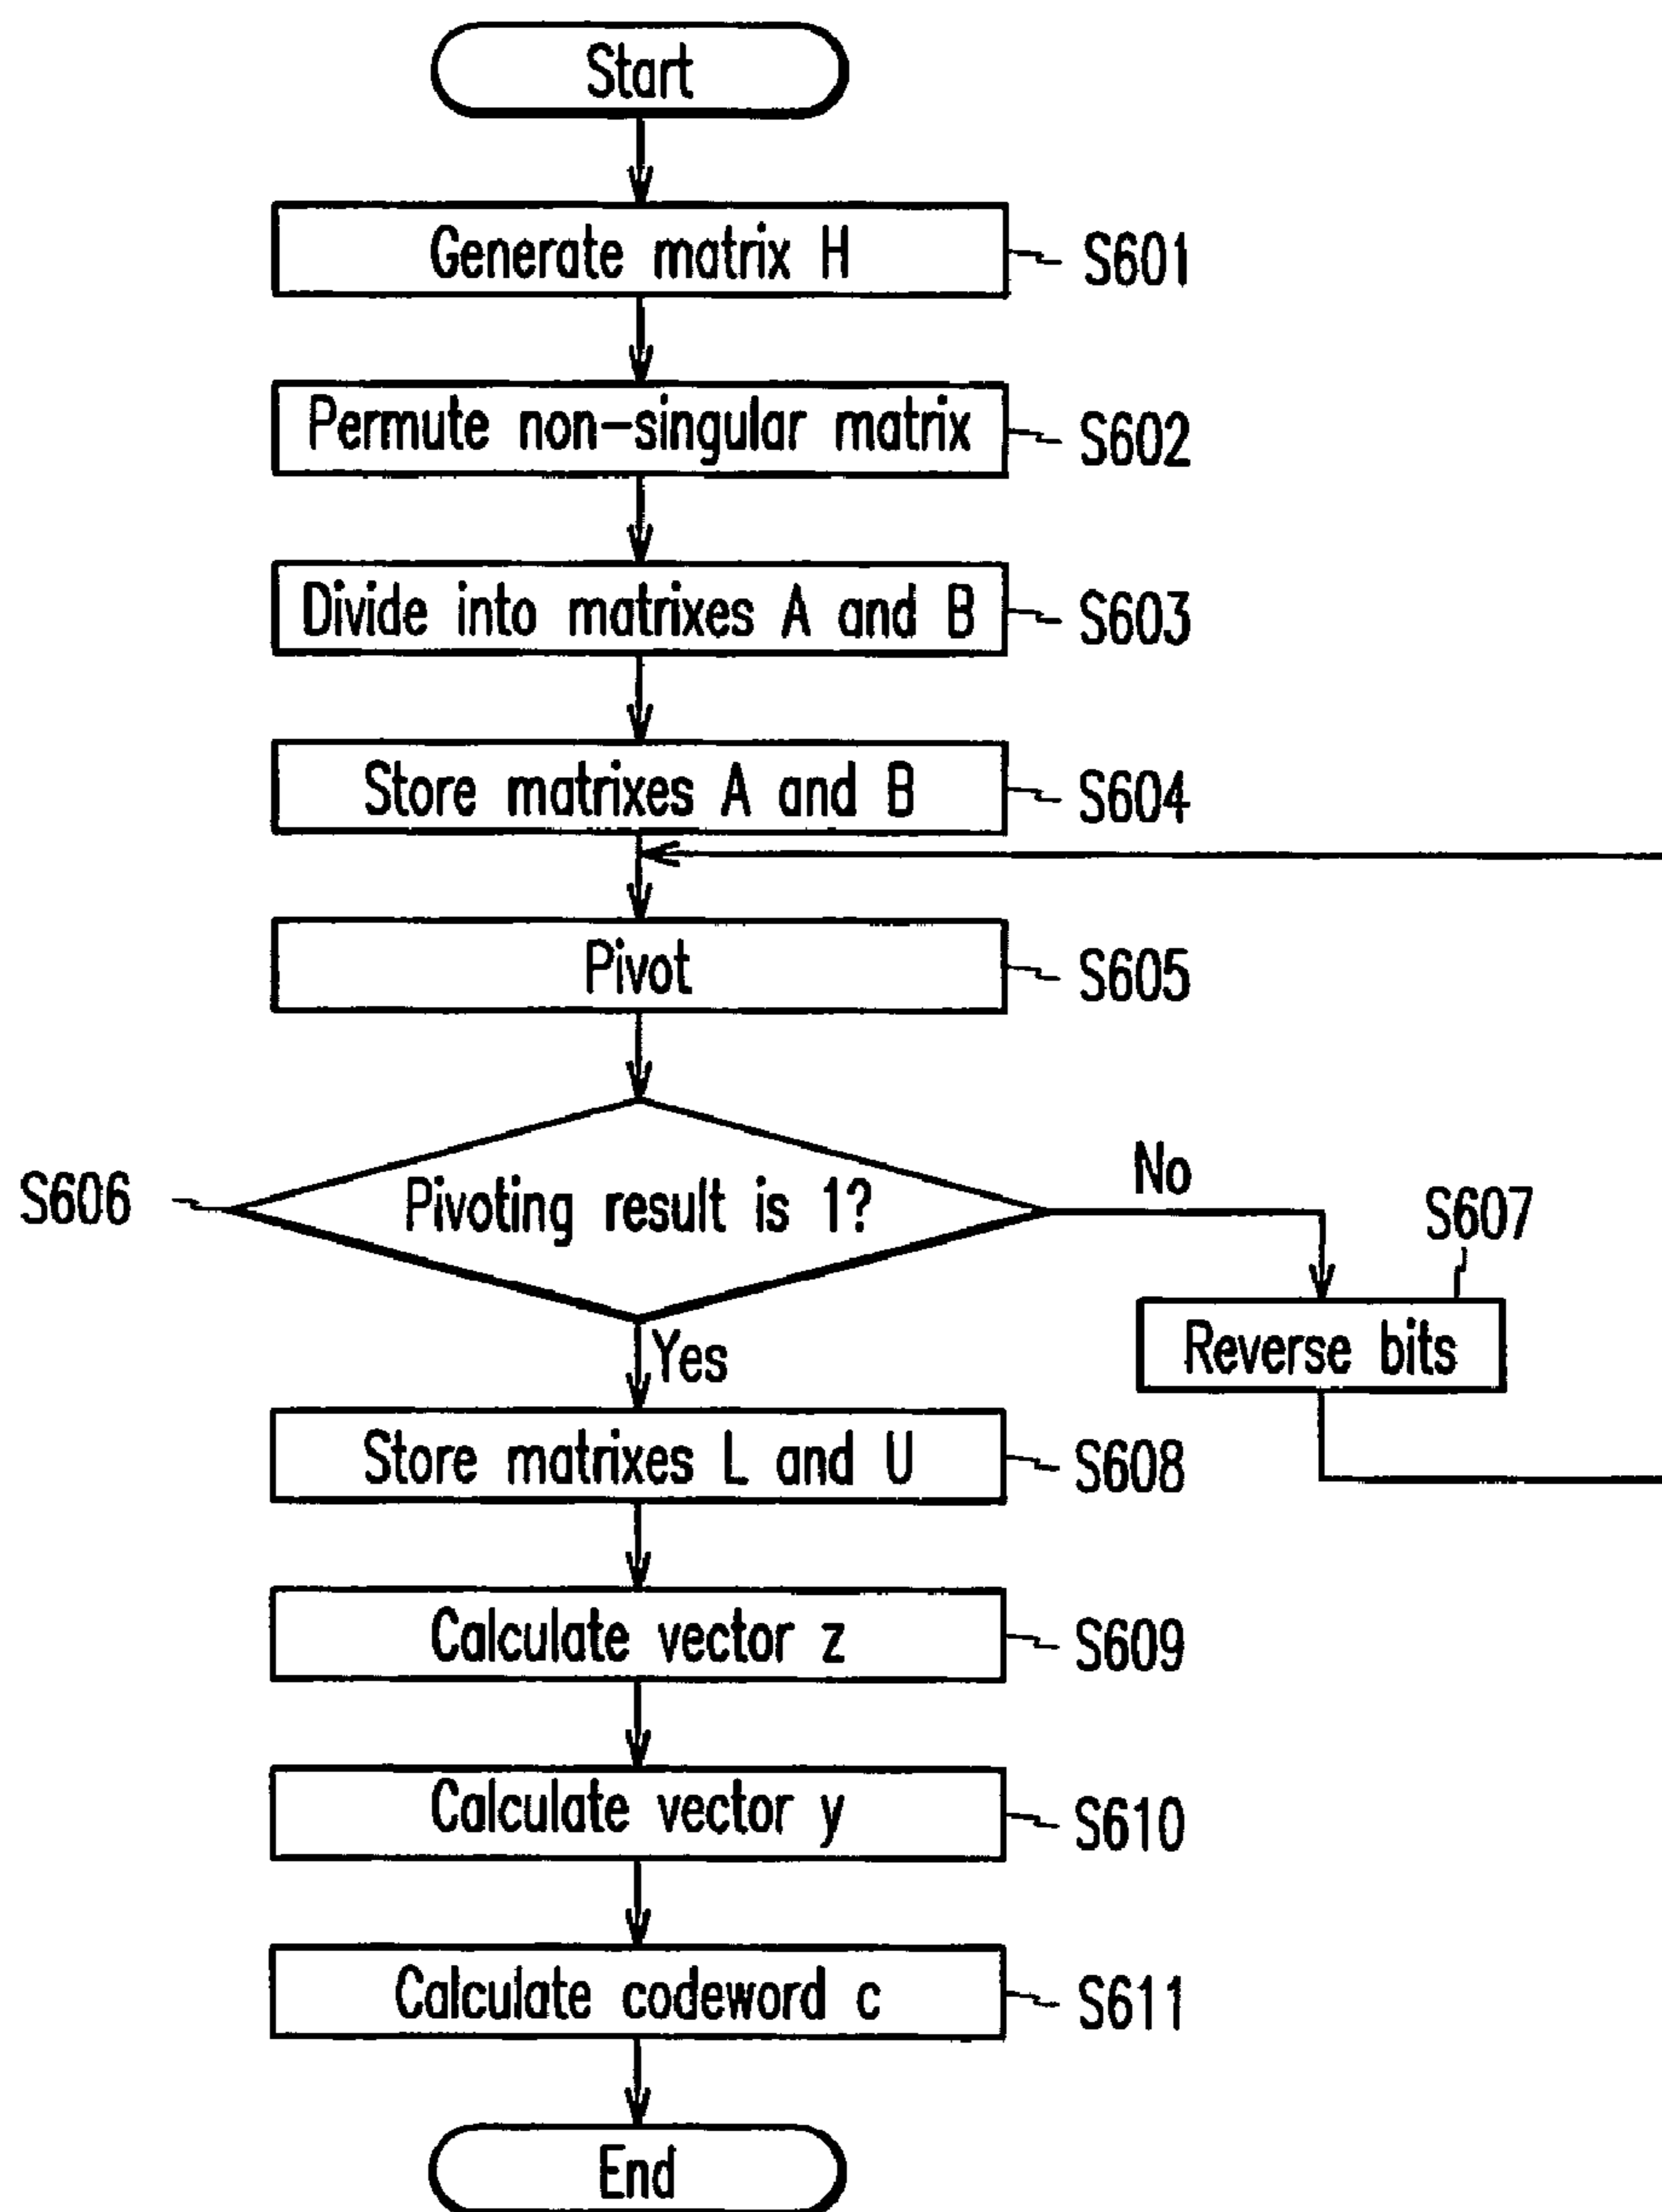 Start
Generate matrix H
S601
Permute non-singular matrix
S602
Divide into matrixes A and B
S603
Store matrixes A and B
S604
Pivot
S605
S606
Pivoting result is 1?
No
S607
Reverse bits
Yes
Store matrixes L and U
S608
Calculate vector z
S609
Calculate vector y
S610
Calculate codeword c
S611
End